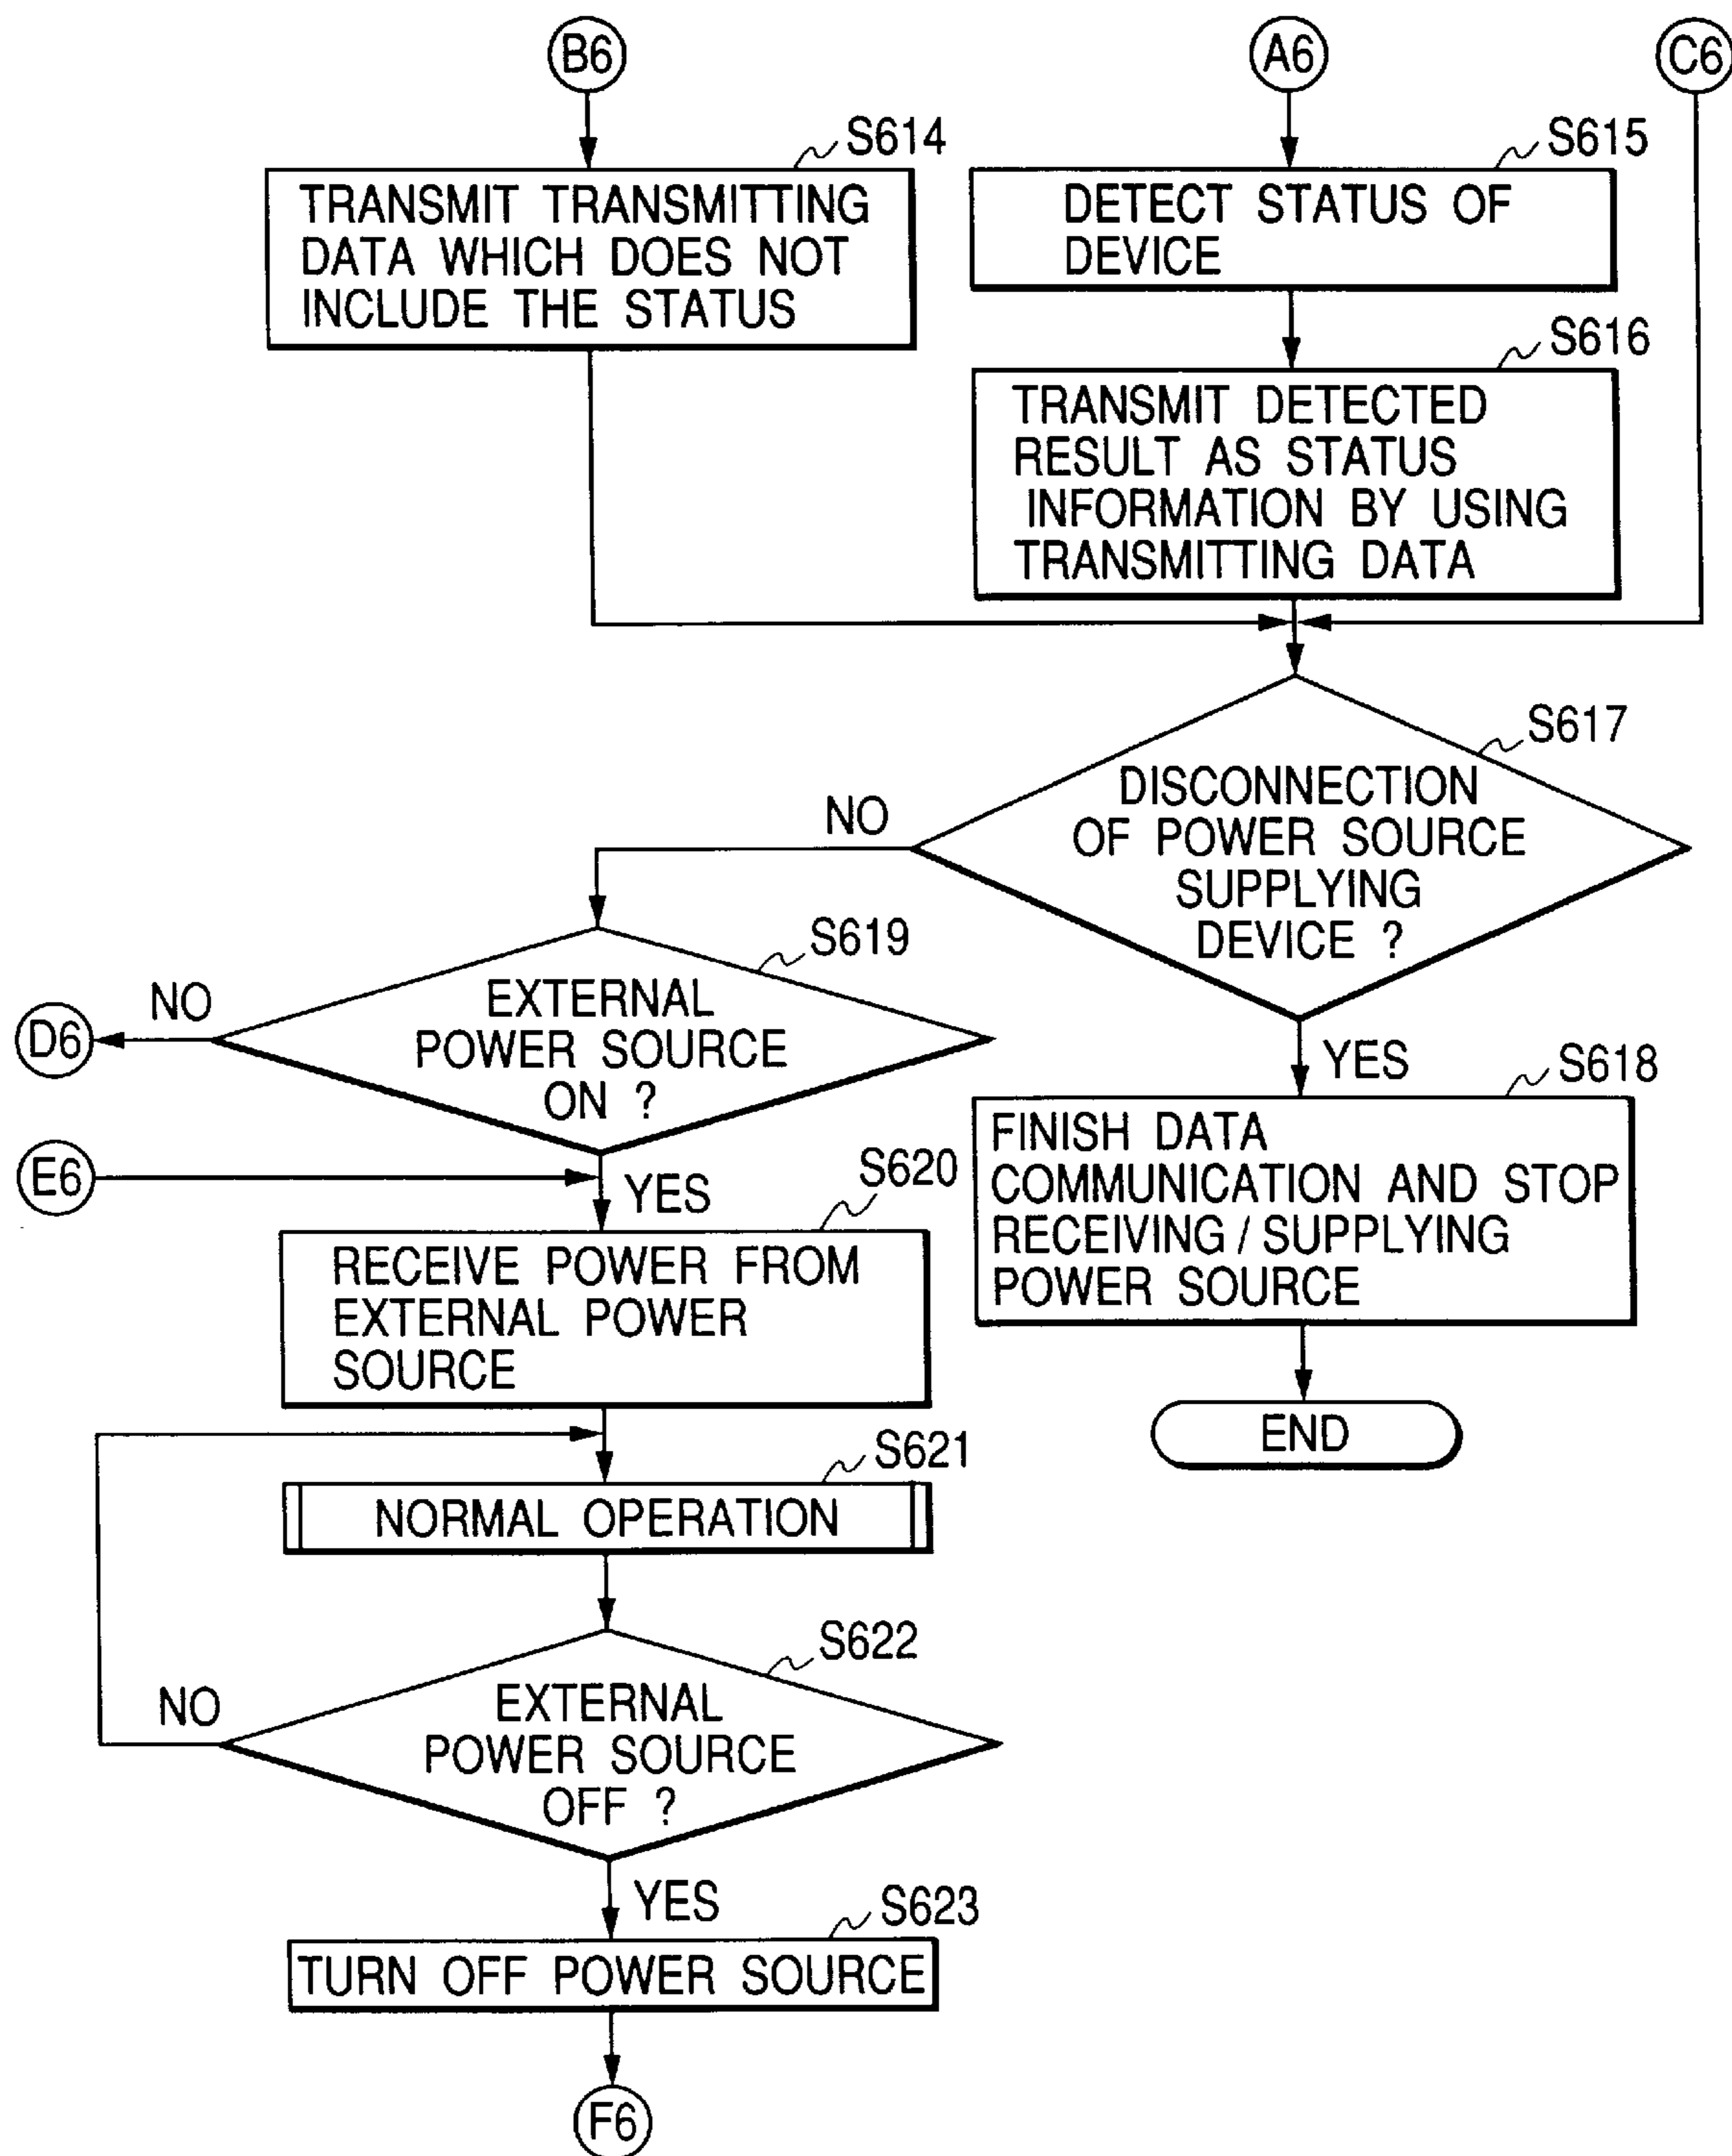 B6
A6
C6
S614
TRANSMIT TRANSMITTING
DATA WHICH DOES NOT
INCLUDE THE STATUS
S615
DETECT STATUS OF
DEVICE
S616
TRANSMIT DETECTED
RESULT AS STATUS
INFORMATION BY USING
TRANSMITTING DATA
S617
DISCONNECTION
OF POWER SOURCE
SUPPLYING
DEVICE ?
NO
YES
S618
FINISH DATA
COMMUNICATION AND STOP
RECEIVING / SUPPLYING
POWER SOURCE
END
S619
EXTERNAL
POWER SOURCE
ON ?
NO
D6
E6
YES
S620
RECEIVE POWER FROM
EXTERNAL POWER
SOURCE
S621
NORMAL OPERATION
S622
EXTERNAL
POWER SOURCE
OFF ?
NO
YES
S623
TURN OFF POWER SOURCE
F6